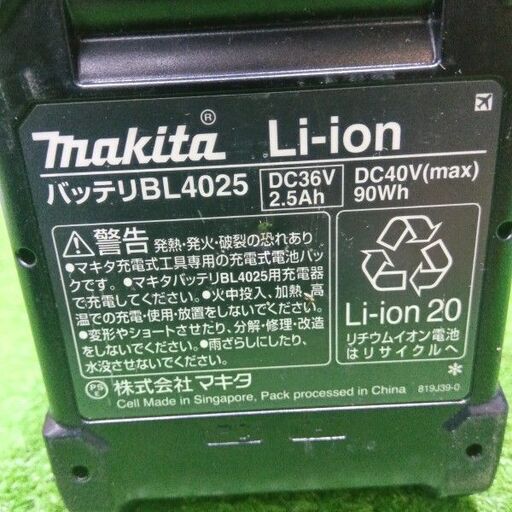 makita® Li-ion
バッテリBL4025
DC36V
2.5Ah
DC40V(max)
90Wh
警告 発熱・発火・破裂の恐れあり
●マキタ充電式工具専用の充電式電池パッ
クです。●マキタバッテリBL4025用充電器
で充電してください。●火中投入、加熱、高
温での充電・使用・放置をしないでください。
●変形やショートさせたり、分解・修理・改造
をしないでください。●雨ざらしにしたり、
水没させないでください。
Li-ion 20
リチウムイオン電池
はリサイクルへ
PS
E
株式会社 マキタ
Cell Made in Singapore, Pack processed in China
819J39-0
*